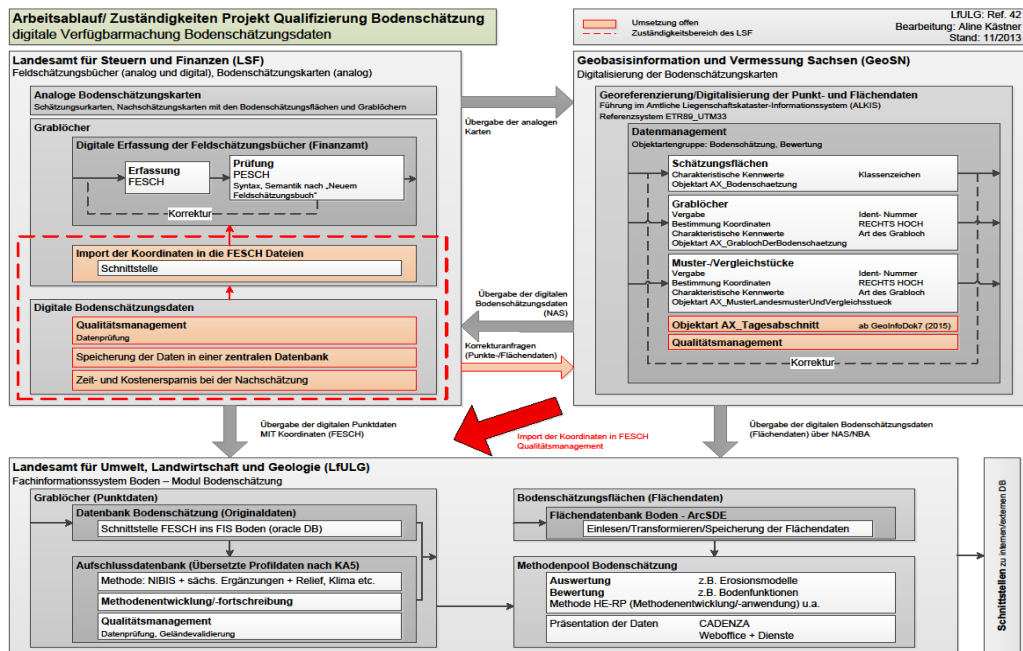 Arbeitsablauf/ Zuständigkeiten Projekt Qualifizierung Bodenschätzung
digitale Verfügbarmachung Bodenschätzungsdaten
Umsetzung offen
Zuständigkeitsbereich des LSF
LfULG: Ref. 42
Bearbeitung: Aline Kästner
Stand: 11/2013
Landesamt für Steuern und Finanzen (LSF)
Feldschätzungsbücher (analog und digital), Bodenschätzungskarten (analog)
Analoge Bodenschätzungskarten
Schätzungsurkarten, Nachschätzungskarten mit den Bodenschätzungsflächen und Grablöchern
Grablöcher
Digitale Erfassung der Feldschätzungsbücher (Finanzamt)
Erfassung
FESCH
Prüfung
PESCH
Syntax, Semantik nach „Neuem
Feldschätzungsbuch“
Korrektur
Import der Koordinaten in die FESCH Dateien
Schnittstelle
Digitale Bodenschätzungsdaten
Qualitätsmanagement
Datenprüfung
Speicherung der Daten in einer zentralen Datenbank
Zeit- und Kostenersparnis bei der Nachschätzung
Übergabe der analogen
Karten
Übergabe der digitalen
Bodenschätzungsdaten
(NAS)
Korrekturanfragen
(Punkte-/Flächendaten)
Geobasisinformation und Vermessung Sachsen (GeoSN)
Digitalisierung der Bodenschätzungskarten
Georeferenzierung/Digitalisierung der Punkt- und Flächendaten
Führung im Amtliche Liegenschaftskataster-Informationssystem (ALKIS)
Referenzsystem ETR89_UTM33
Datenmanagement
Objektartengruppe: Bodenschätzung, Bewertung
Schätzungsflächen
Charakteristische Kennwerte Klassenzeichen
Objektart AX_Bodenschaetzung
Grablöcher
Vergabe Ident- Nummer
Bestimmung Koordinaten RECHTS HOCH
Charakteristische Kennwerte Art des Grabloch
Objektart AX_GrablochDerBodenschaetzung
Muster-/Vergleichstücke
Vergabe Ident- Nummer
Bestimmung Koordinaten RECHTS HOCH
Charakteristische Kennwerte Art des Grabloch
Objektart AX_MusterLandesmusterUndVergleichsstueck
Objektart AX_Tagesabschnitt ab GeoInfoDok7 (2015)
Qualitätsmanagement
Korrektur
Übergabe der digitalen Punktdaten
MIT Koordinaten (FESCH)
Import der Koordinaten in FESCH
Qualitätsmanagement
Übergabe der digitalen Bodenschätzungsdaten
(Flächendaten) über NAS/NBA
Landesamt für Umwelt, Landwirtschaft und Geologie (LfULG)
Fachinformationssystem Boden – Modul Bodenschätzung
Grablöcher (Punktdaten)
Datenbank Bodenschätzung (Originaldaten)
Schnittstelle FESCH ins FIS Boden (oracle DB)
Aufschlussdatenbank (Übersetzte Profildaten nach KA5)
Methode: NIBIS + sächs. Ergänzungen + Relief, Klima etc.
Methodenentwicklung/-fortschreibung
Qualitätsmanagement
Datenprüfung, Geländevalidierung
Bodenschätzungsflächen (Flächendaten)
Flächendatenbank Boden - ArcSDE
Einlesen/Transformieren/Speicherung der Flächendaten
Methodenpool Bodenschätzung
Auswertung z.B. Erosionsmodelle
Bewertung z.B. Bodenfunktionen
Methode HE-RP (Methodenentwicklung/-anwendung) u.a.
Präsentation der Daten CADENZA
Weboffice + Dienste
Schnittstellen zu internen/externen DB